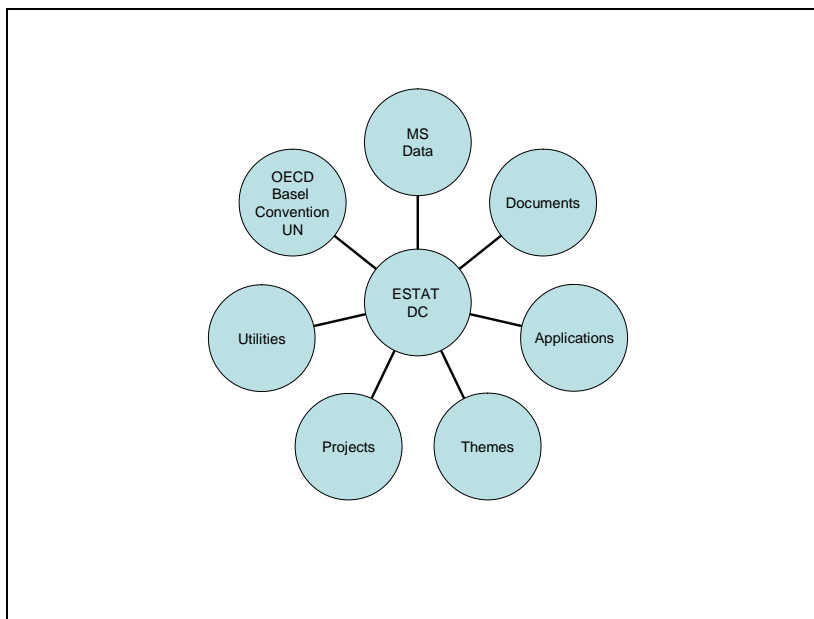 MS
Data
OECD
Basel
Convention
UN
Documents
ESTAT
DC
Utilities
Applications
Projects
Themes